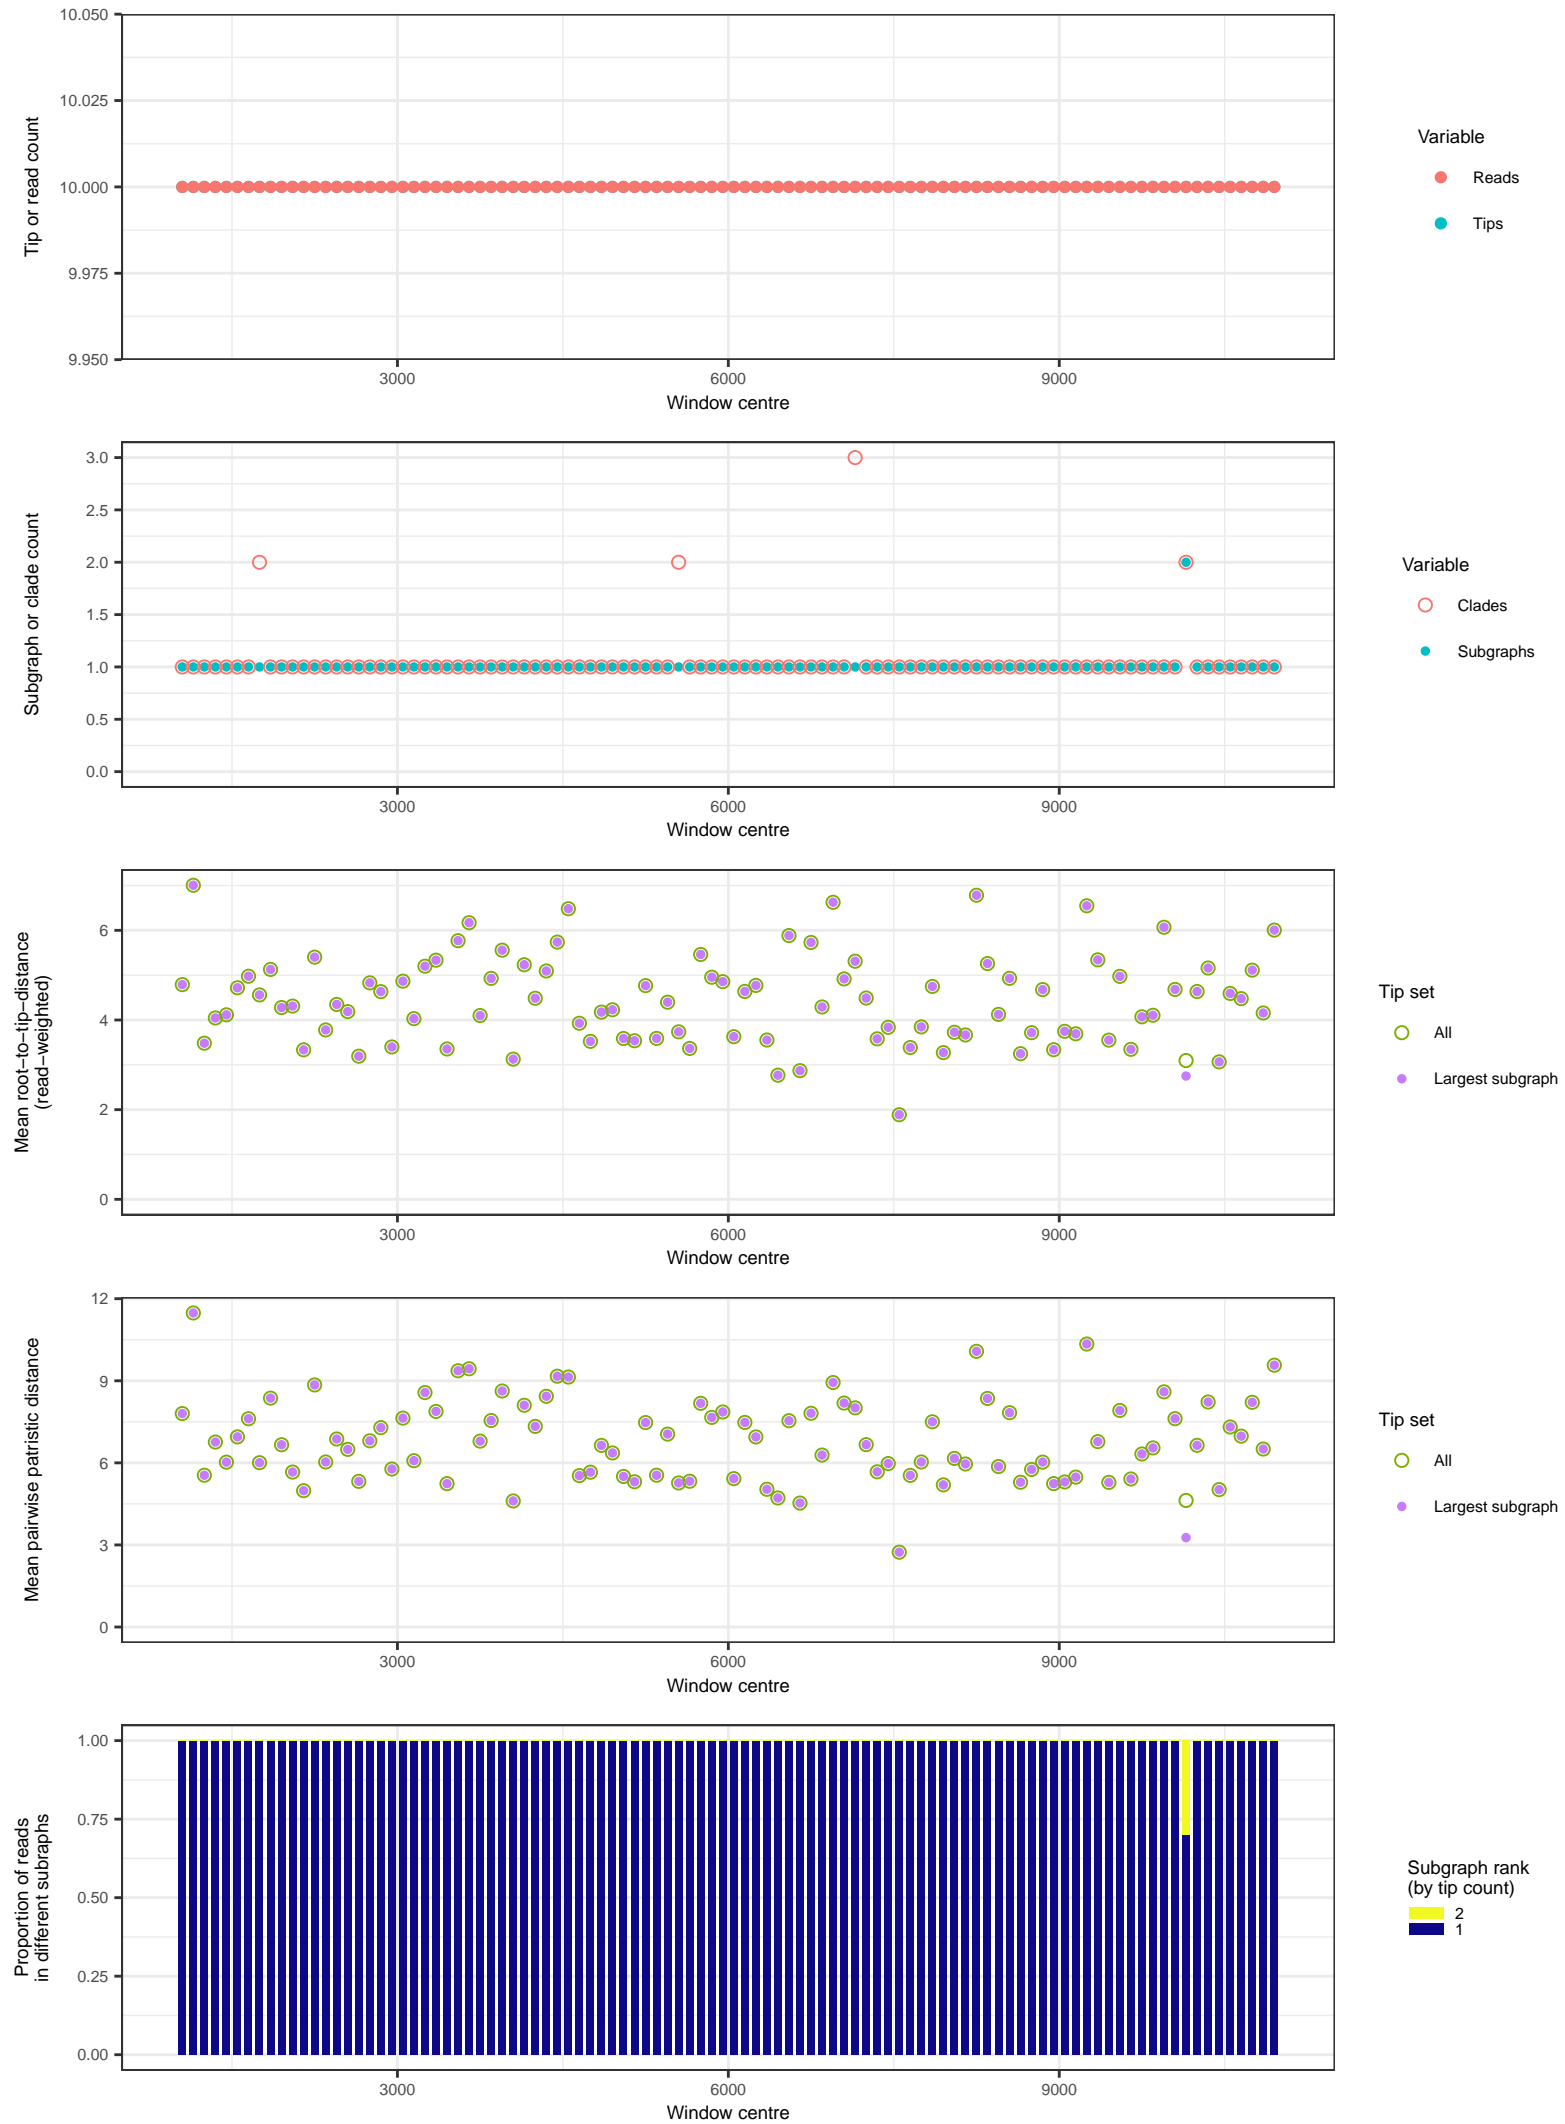 10.050
10.025
10.000
9.975
9.950
Tip or read count
3000
6000
9000
Window centre
Variable
Reads
Tips
3.0
2.5
2.0
1.5
1.0
0.5
0.0
Subgraph or clade count
3000
6000
9000
Window centre
Variable
Clades
Subgraphs
6
4
2
0
Mean root−to−tip−distance
(read−weighted)
3000
6000
9000
Window centre
Tip set
All
Largest subgraph
12
9
6
3
0
Mean pairwise patristic distance
3000
6000
9000
Window centre
Tip set
All
Largest subgraph
1.00
0.75
0.50
0.25
0.00
Proportion of reads
in different subraphs
3000
6000
9000
Window centre
Subgraph rank
(by tip count)
2
1